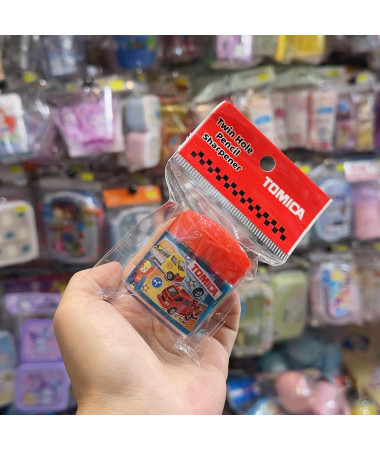 TOMICA
Twin Hole
Pencil
Sharpener
TOMICA